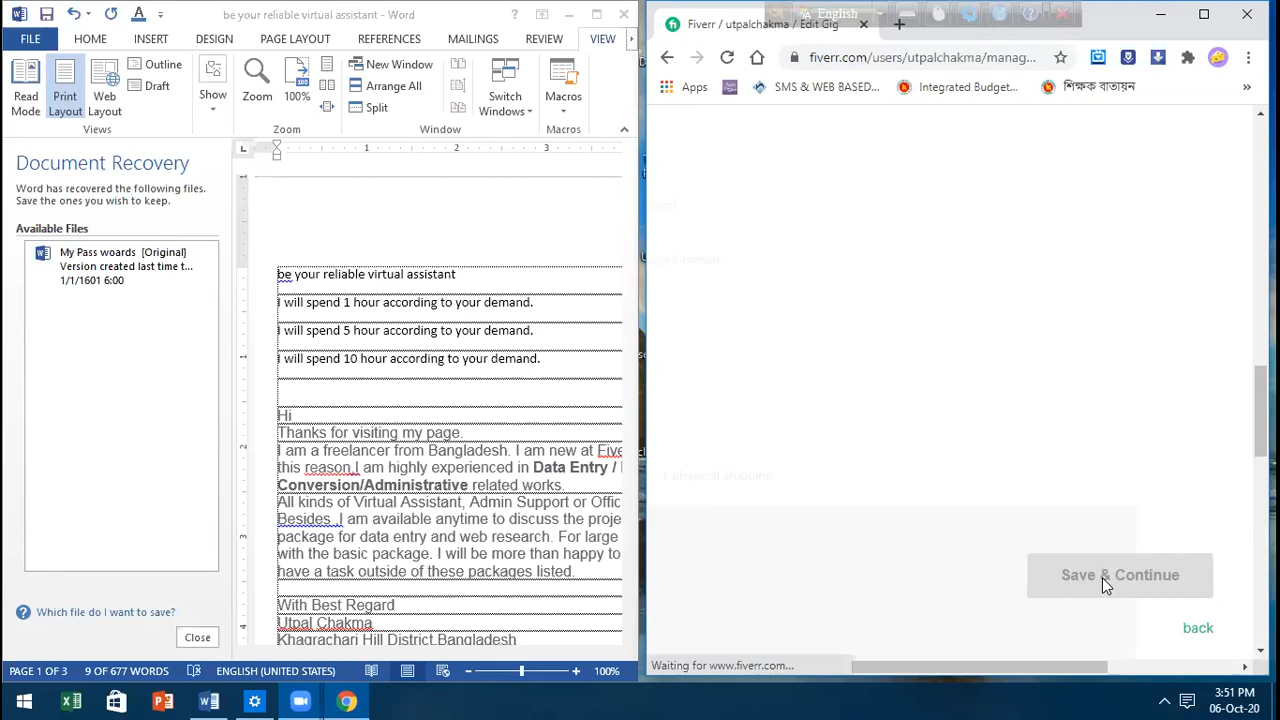 be your reliable virtual assistant - Word
FILE HOME INSERT DESIGN PAGE LAYOUT REFERENCES MAILINGS REVIEW VIEW
Read Mode
Print Layout
Web Layout
Outline
Draft
Views
Show
Zoom
100%
Zoom
New Window
Arrange All
Split
Switch Windows
Window
Macros
Macros
Document Recovery
Word has recovered the following files.
Save the ones you wish to keep.
Available Files
My Pass woards [Original]
Version created last time t...
1/1/1601 6:00
Which file do I want to save?
Close
1 2 3
be your reliable virtual assistant
I will spend 1 hour according to your demand.
I will spend 5 hour according to your demand.
I will spend 10 hour according to your demand.
Hi
Thanks for visiting my page.
I am a freelancer from Bangladesh. I am new at Five
this reason,I am highly experienced in Data Entry /
Conversion/Administrative related works.
All kinds of Virtual Assistant, Admin Support or Offic
Besides ,I am available anytime to discuss the proje
package for data entry and web research. For large
with the basic package. I will be more than happy to
have a task outside of these packages listed.
With Best Regard
Utpal Chakma
Khagrachari Hill District,Bangladesh
PAGE 1 OF 3 9 OF 677 WORDS ENGLISH (UNITED STATES) 100%
English
Fiverr / utpalchakma / Edit Gig
fiverr.com/users/utpalchakma/manag...
Apps SMS & WEB BASED... Integrated Budget... শিক্ষক বাতায়ন »
Save & Continue
back
Waiting for www.fiverr.com...
3:51 PM
06-Oct-20